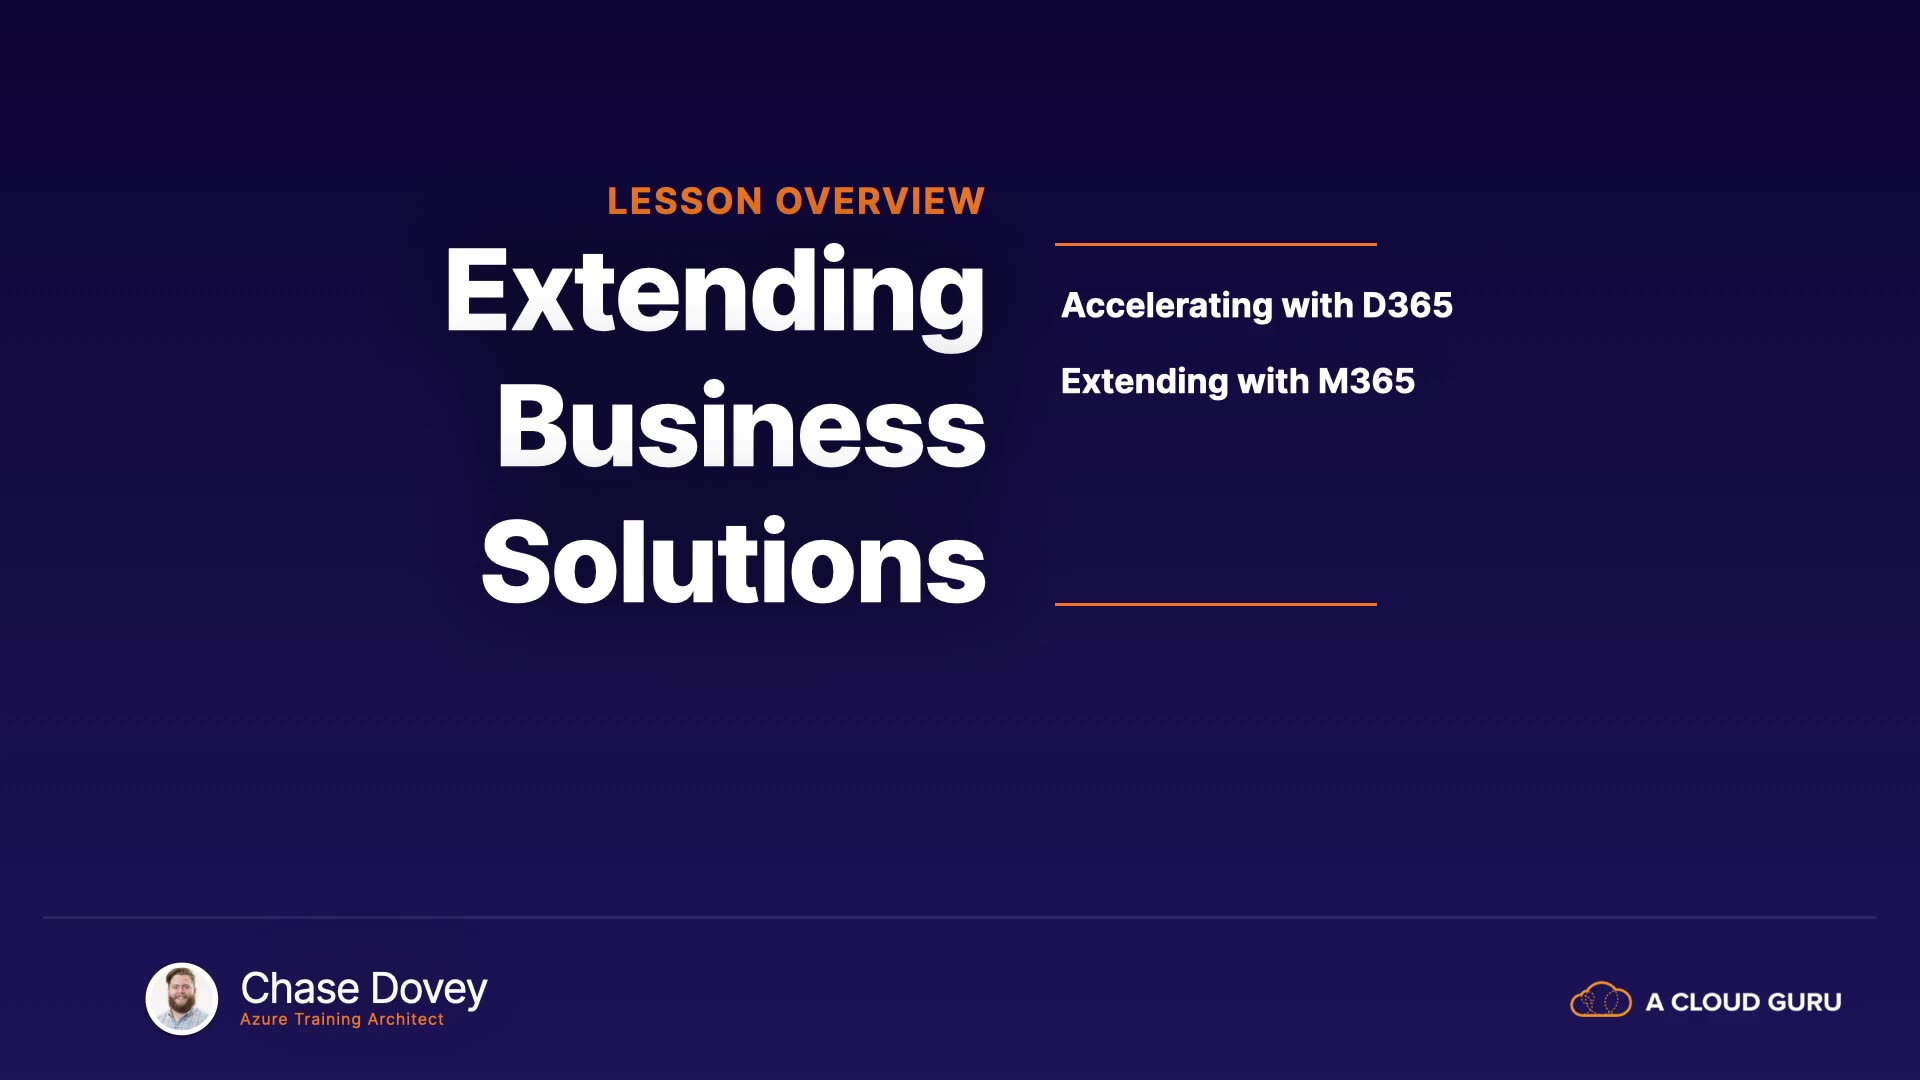 LESSON OVERVIEW
Extending
Business
Solutions
Accelerating with D365
Extending with M365
Chase Dovey
Azure Training Architect
A CLOUD GURU